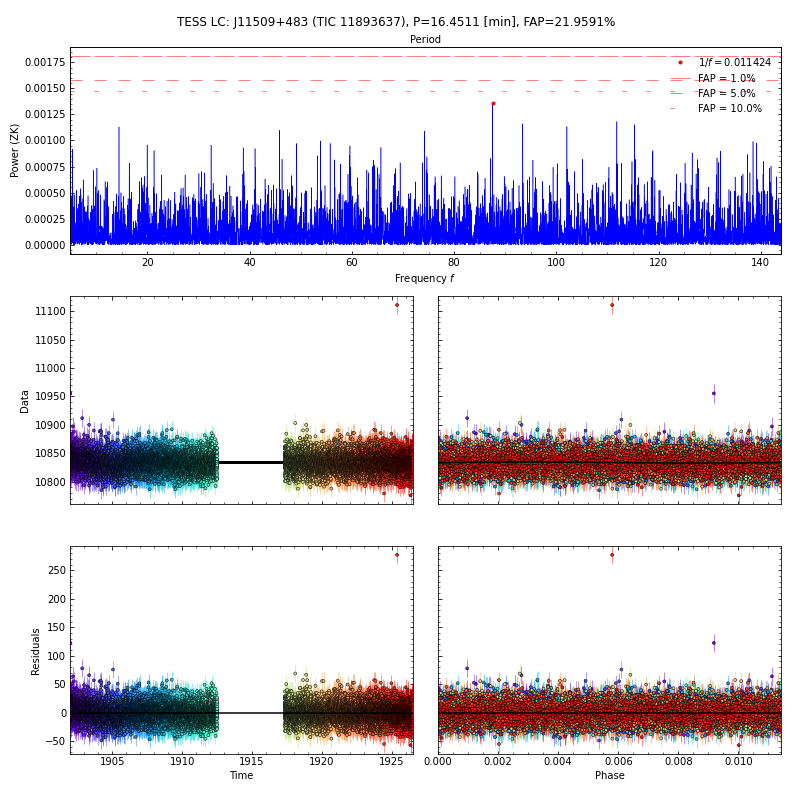 TESS LC: J11509+483 (TIC 11893637), P=16.4511 [min], FAP=21.9591%
Period
Power (ZK)
0.00175
0.00150
0.00125
0.00100
0.00075
0.00050
0.00025
0.00000
1/f = 0.011424
FAP = 1.0%
FAP = 5.0%
FAP = 10.0%
20 40 60 80 100 120 140
Frequency f
Data
11100
11050
11000
10950
10900
10850
10800
Residuals
250
200
150
100
50
0
−50
1905 1910 1915 1920 1925
Time
0.000 0.002 0.004 0.006 0.008 0.010
Phase